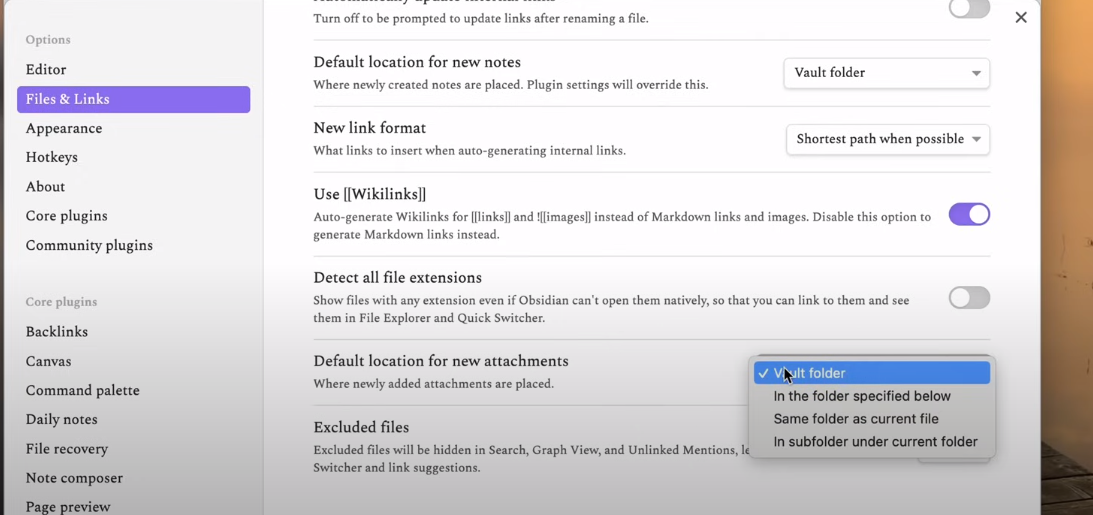 Options
Editor
Files & Links
Appearance
Hotkeys
About
Core plugins
Community plugins
Core plugins
Backlinks
Canvas
Command palette
Daily notes
File recovery
Note composer
Page preview
Automatically update internal links
Turn off to be prompted to update links after renaming a file.
Default location for new notes
Where newly created notes are placed. Plugin settings will override this.
Vault folder
New link format
What links to insert when auto-generating internal links.
Shortest path when possible
Use [[Wikilinks]]
Auto-generate Wikilinks for [[links]] and ![[images]] instead of Markdown links and images. Disable this option to
generate Markdown links instead.
Detect all file extensions
Show files with any extension even if Obsidian can't open them natively, so that you can link to them and see
them in File Explorer and Quick Switcher.
Default location for new attachments
Where newly added attachments are placed.
✓ Vault folder
In the folder specified below
Same folder as current file
In subfolder under current folder
Excluded files
Excluded files will be hidden in Search, Graph View, and Unlinked Mentions, le
Switcher and link suggestions.